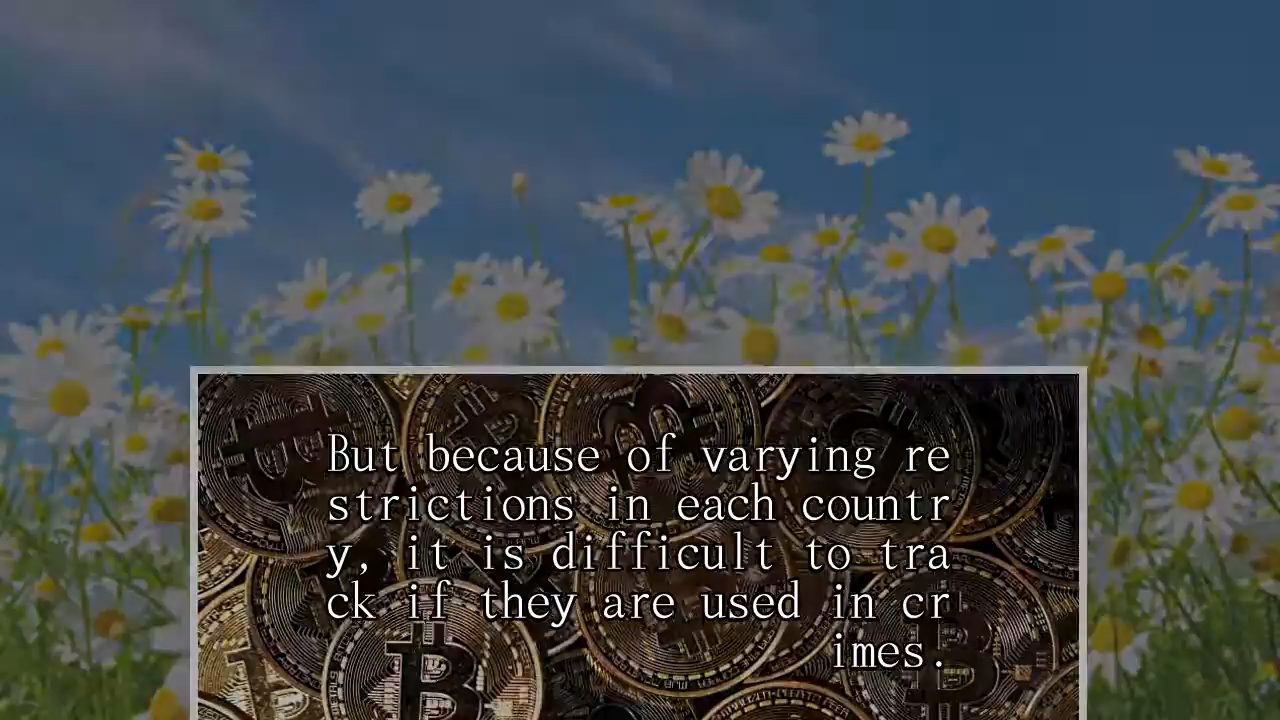 But because of varying re
strictions in each countr
y, it is difficult to tra
ck if they are used in cr
imes.